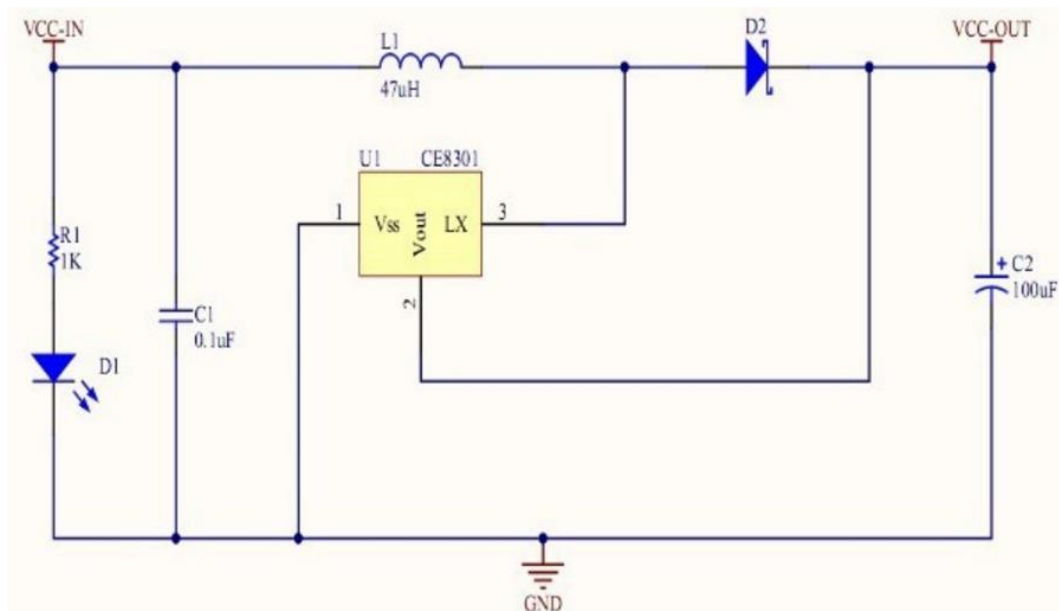 VCC-IN
L1
47uH
D2
VCC-OUT
U1 CE8301
1 Vss Vout LX 3
2
R1
1K
C1
0.1uF
D1
+ C2
100uF
GND